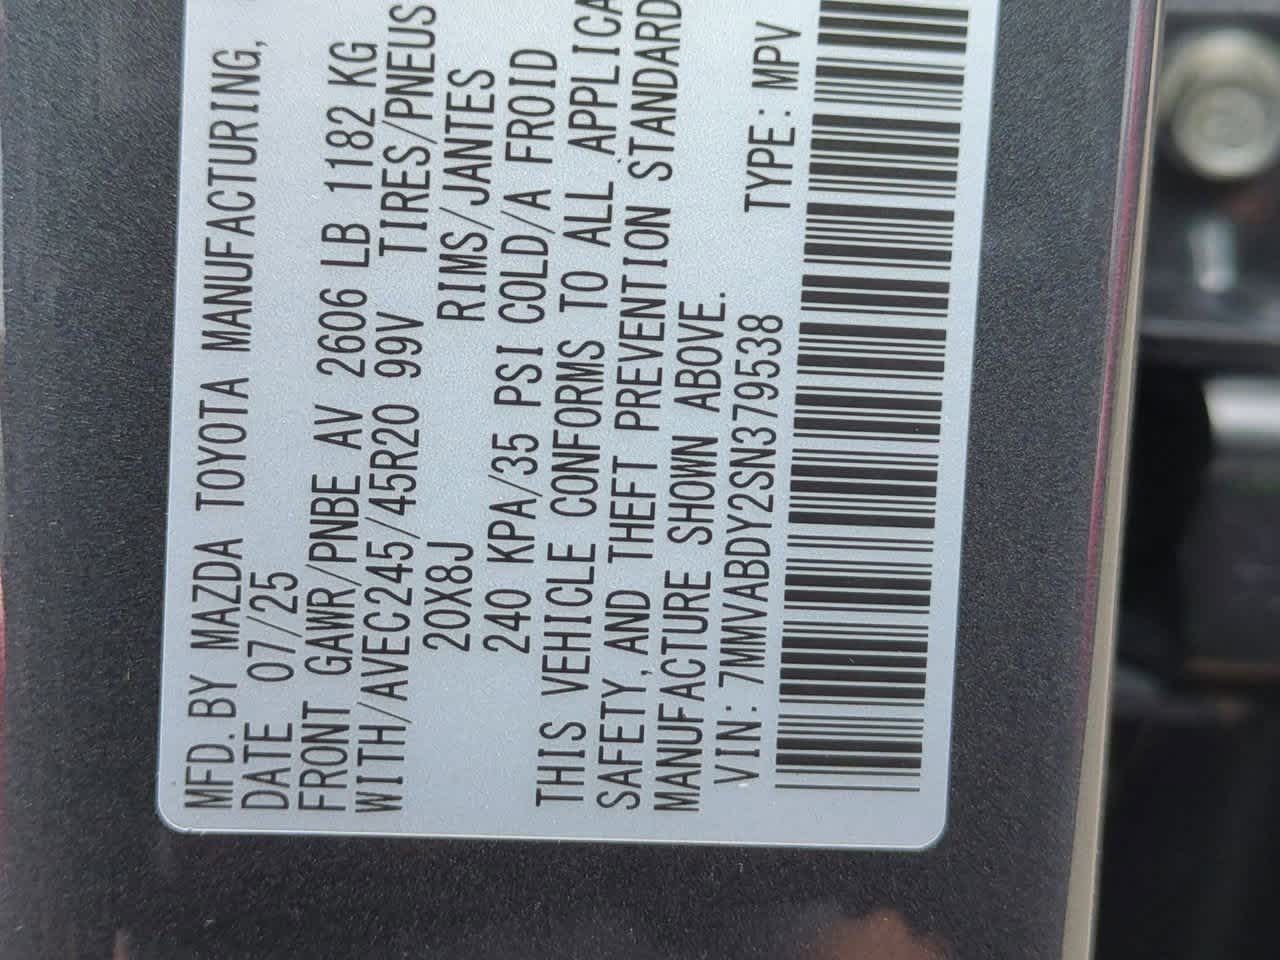 MFD. BY MAZDA TOYOTA MANUFACTURING,
DATE 07/25
FRONT GAWR/PNBE AV 2606 LB 1182 KG
WITH/AVEC245/45R20 99V TIRES/PNEUS
20X8J RIMS/JANTES
240 KPA/35 PSI COLD/A FROID
THIS VEHICLE CONFORMS TO ALL APPLICA
SAFETY, AND THEFT PREVENTION STANDARD
MANUFACTURE SHOWN ABOVE.
VIN: 7MMVABDY2SN379538 TYPE: MPV